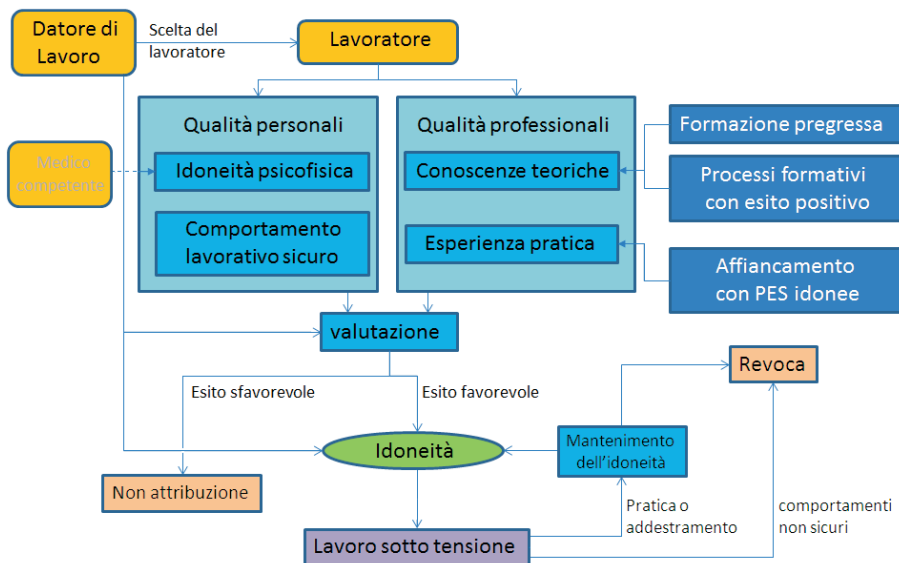 Datore di
Lavoro
Scelta del
lavoratore
Lavoratore
Qualità personali
Qualità professionali
Formazione pregressa
Medico
competente
Idoneità psicofisica
Conoscenze teoriche
Processi formativi
con esito positivo
Comportamento
lavorativo sicuro
Esperienza pratica
Affiancamento
con PES idonee
valutazione
Revoca
Esito sfavorevole
Esito favorevole
Idoneità
Mantenimento
dell'idoneità
Non attribuzione
Pratica o
addestramento
comportamenti
non sicuri
Lavoro sotto tensione